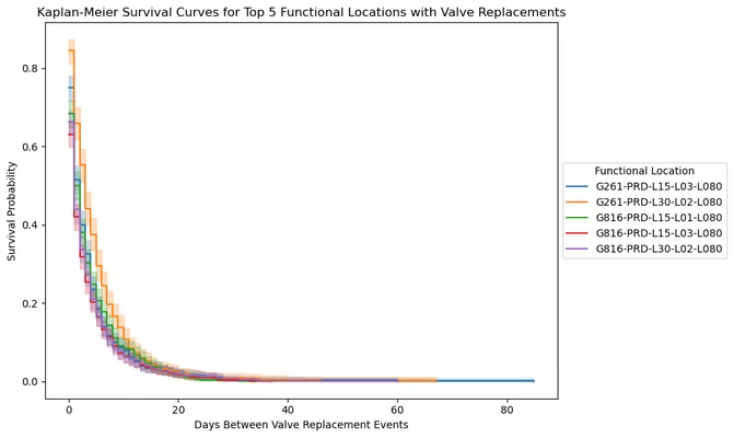 Kaplan-Meier Survival Curves for Top 5 Functional Locations with Valve Replacements
Survival Probability
0.8
0.6
0.4
0.2
0.0
0
20
40
60
80
Days Between Valve Replacement Events
Functional Location
G261-PRD-L15-L03-L080
G261-PRD-L30-L02-L080
G816-PRD-L15-L01-L080
G816-PRD-L15-L03-L080
G816-PRD-L30-L02-L080